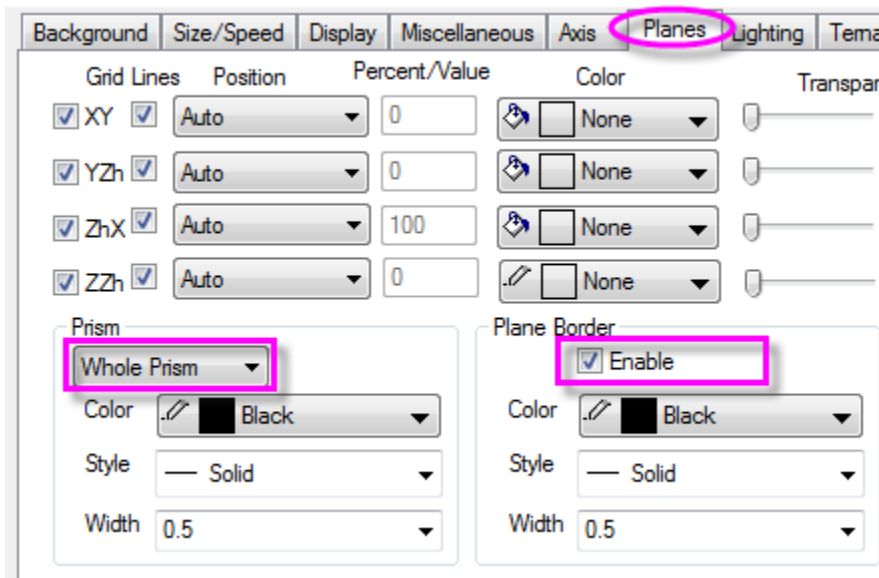 Background Size/Speed Display Miscellaneous Axis Planes Lighting Terna
Grid Lines Position Percent/Value Color Transpar
XY Auto 0 None
YZh Auto 0 None
ZhX Auto 100 None
ZZh Auto 0 None
Prism Plane Border
Whole Prism Enable
Color Black Color Black
Style Solid Style Solid
Width 0.5 Width 0.5